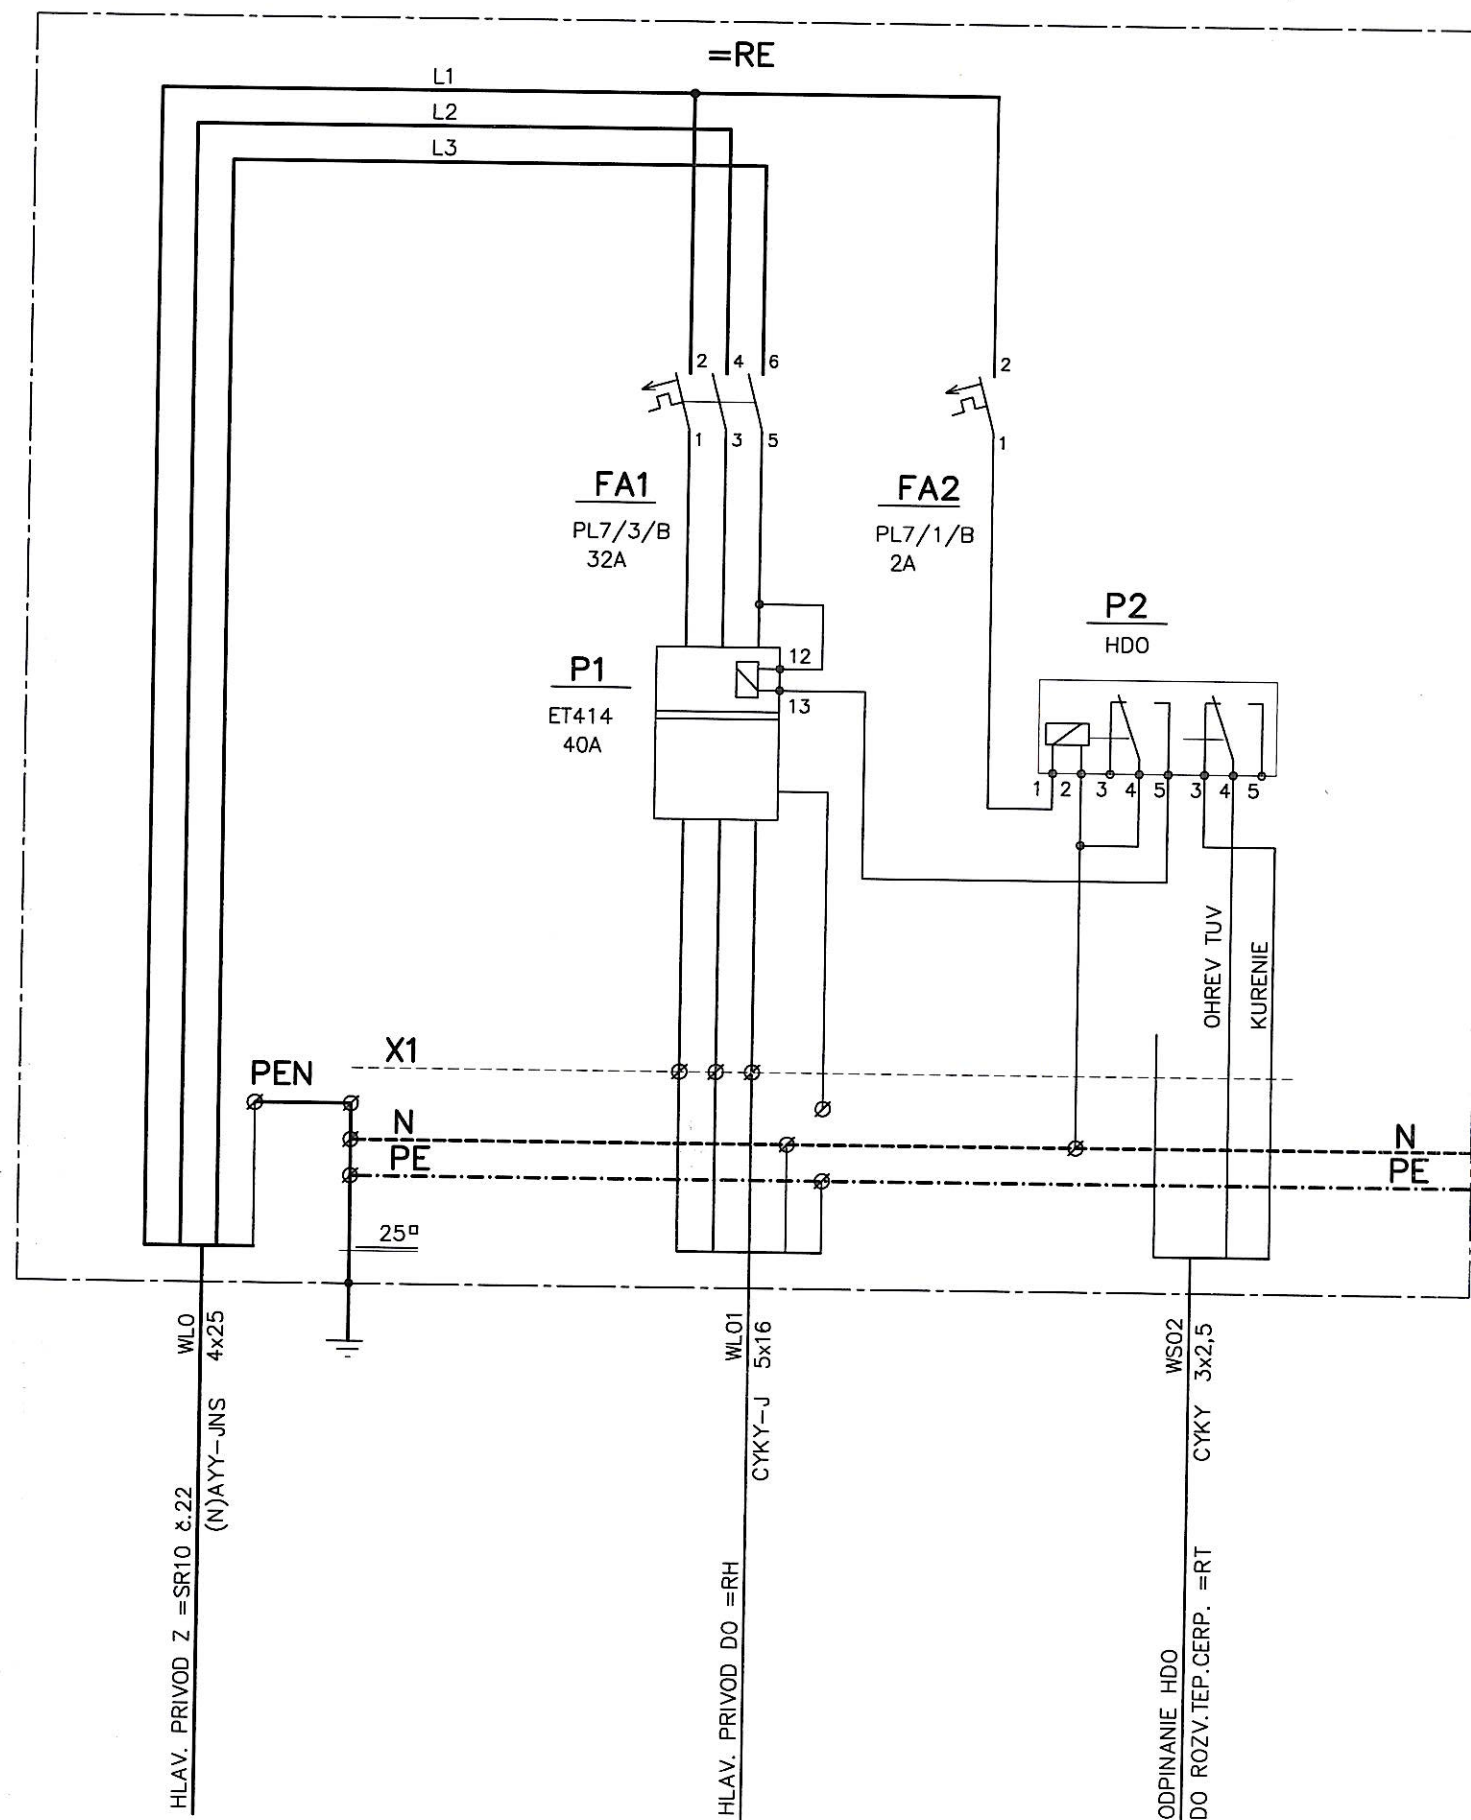 =RE
L1
L2
L3
2 4 6
2
1 3 5
1
FA1
PL7/3/B
32A
FA2
PL7/1/B
2A
P2
HDO
12
13
P1
ET414
40A
1 2 3 4 5 3 4 5
OHREV TUV
KURENIE
X1
PEN
N
PE
N
PE
25□
WL0
4x25
(N)AYY-JNS
HLAV. PRIVOD Z =SR10 č.22
WL01
5x16
CYKY-J
HLAV. PRIVOD DO =RH
WS02
CYKY 3x2,5
ODPINANIE HDO
DO ROZV.TEP.CERP. =RT